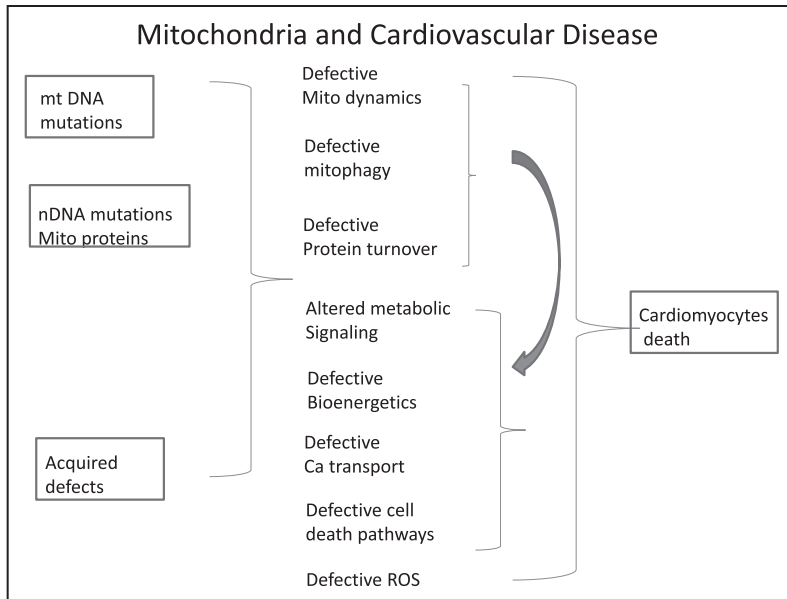 Mitochondria and Cardiovascular Disease
mt DNA
mutations
nDNA mutations
Mito proteins
Acquired
defects
Defective
Mito dynamics
Defective
mitophagy
Defective
Protein turnover
Altered metabolic
Signaling
Defective
Bioenergetics
Defective
Ca transport
Defective cell
death pathways
Defective ROS
Cardiomyocytes
death